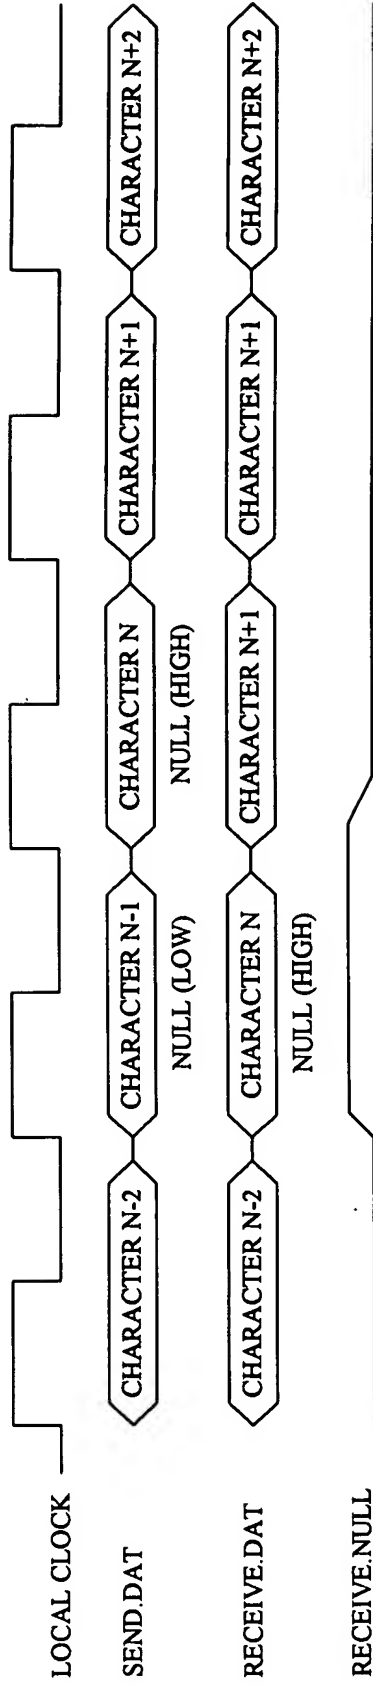 LOCAL CLOCK
SEND.DAT
CHARACTER N-2
CHARACTER N-1
CHARACTER N
CHARACTER N+1
CHARACTER N+2
NULL (LOW)
NULL (HIGH)
RECEIVE.DAT
CHARACTER N-2
CHARACTER N
CHARACTER N+1
CHARACTER N+1
CHARACTER N+2
NULL (HIGH)
RECEIVE.NULL